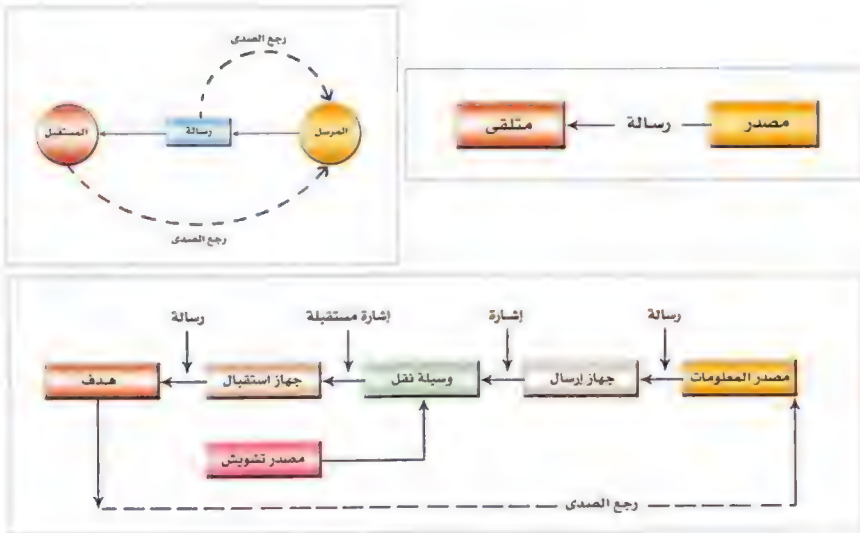 رجع الصدى
المرسل
رسالة
المستقبل
رجع الصدى
مصدر
رسالة
متلقى
رسالة
إشارة
إشارة مستقبلة
رسالة
مصدر المعلومات
جهاز إرسال
وسيلة نقل
جهاز استقبال
هدف
مصدر تشويش
رجع الصدى